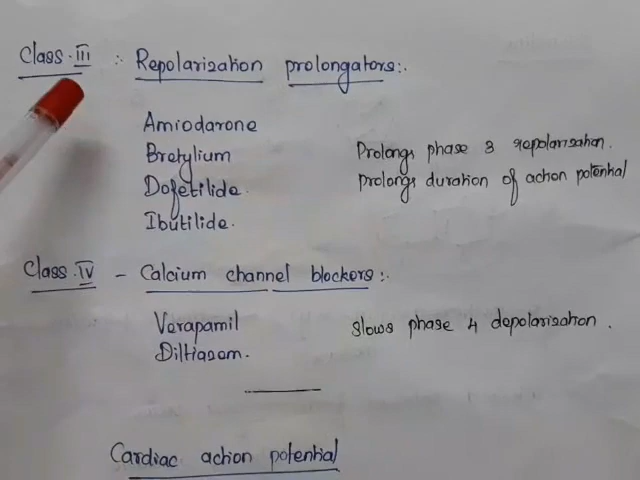 Class. III :- Repolarization prolongators:.
Amiodarone
Bretylium Prolongs phase 3 repolarisation.
Dofetilide. Prolongs duration of action potential
Ibutilide.
Class. IV - Calcium channel blockers:.
Verapamil slows phase 4 depolarisation.
Diltiazem.
Cardiac action potential